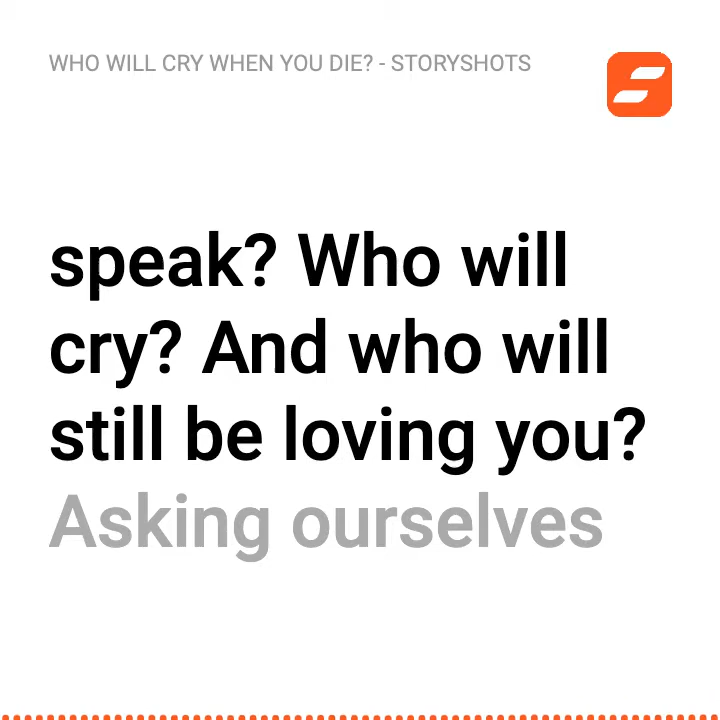 WHO WILL CRY WHEN YOU DIE? - STORYSHOTS
speak? Who will
cry? And who will
still be loving you?
Asking ourselves